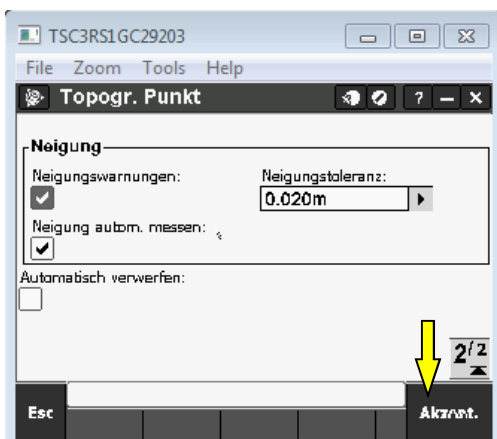 TSC3RS1GC29203
File Zoom Tools Help
Topogr. Punkt ? – ×
Neigung
Neigungswarnungen: Neigungstoleranz:
0.020m
Neigung autom. messen:
Automatisch verwerfen:
2/2
Esc Akzept.